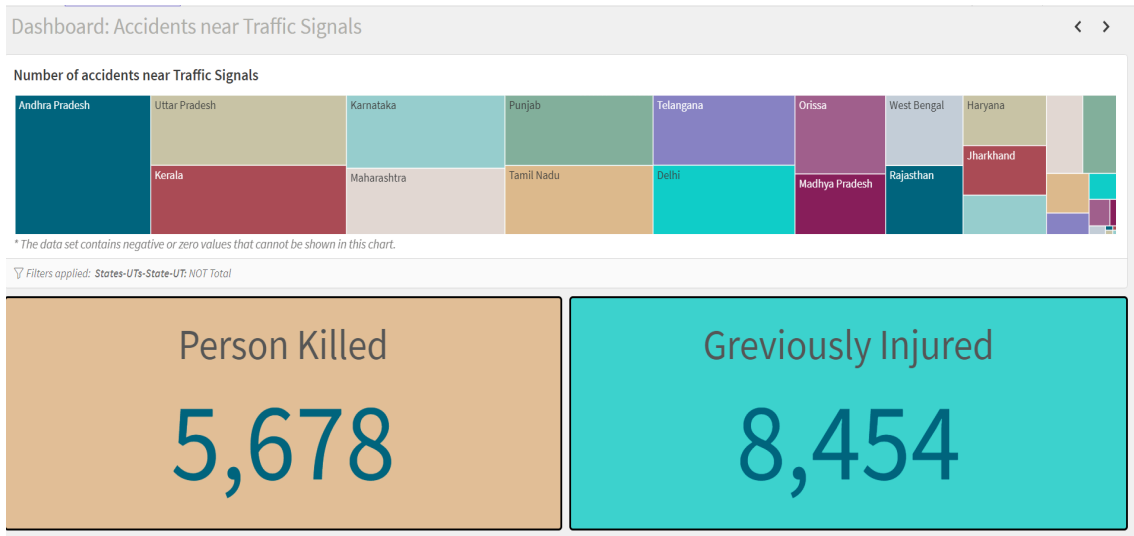 Dashboard: Accidents near Traffic Signals
Number of accidents near Traffic Signals
Andhra Pradesh
Uttar Pradesh
Karnataka
Punjab
Telangana
Orissa
West Bengal
Haryana
Jharkhand
Kerala
Maharashtra
Tamil Nadu
Delhi
Madhya Pradesh
Rajasthan
* The data set contains negative or zero values that cannot be shown in this chart.
Filters applied: States-UTs-State-UT: NOT Total
Person Killed
5,678
Greviously Injured
8,454